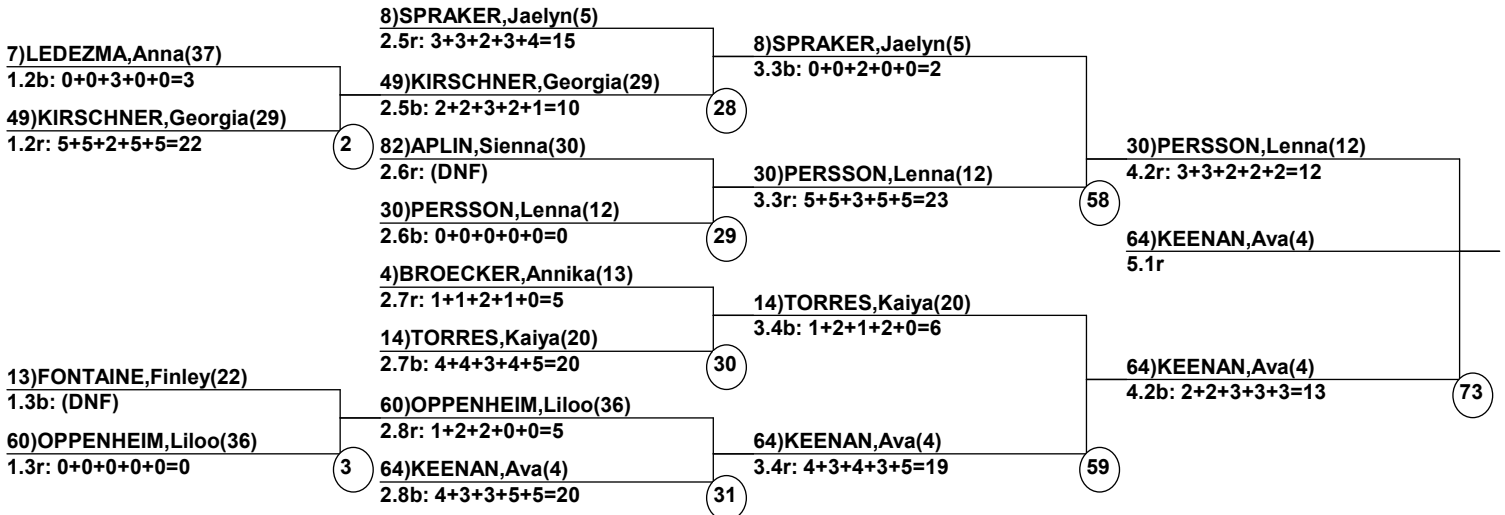 7)LEDEZMA,Anna(37)
1.2b: 0+0+3+0+0=3
49)KIRSCHNER,Georgia(29)
1.2r: 5+5+2+5+5=22
2
13)FONTAINE,Finley(22)
1.3b: (DNF)
60)OPPENHEIM,Liloo(36)
1.3r: 0+0+0+0+0=0
3
8)SPRAKER,Jaelyn(5)
2.5r: 3+3+2+3+4=15
49)KIRSCHNER,Georgia(29)
2.5b: 2+2+3+2+1=10
28
82)APLIN,Sienna(30)
2.6r: (DNF)
30)PERSSON,Lenna(12)
2.6b: 0+0+0+0+0=0
29
4)BROECKER,Annika(13)
2.7r: 1+1+2+1+0=5
14)TORRES,Kaiya(20)
2.7b: 4+4+3+4+5=20
30
60)OPPENHEIM,Liloo(36)
2.8r: 1+2+2+0+0=5
64)KEENAN,Ava(4)
2.8b: 4+3+3+5+5=20
31
8)SPRAKER,Jaelyn(5)
3.3b: 0+0+2+0+0=2
30)PERSSON,Lenna(12)
3.3r: 5+5+3+5+5=23
58
14)TORRES,Kaiya(20)
3.4b: 1+2+1+2+0=6
64)KEENAN,Ava(4)
3.4r: 4+3+4+3+5=19
59
30)PERSSON,Lenna(12)
4.2r: 3+3+2+2+2=12
64)KEENAN,Ava(4)
5.1r
64)KEENAN,Ava(4)
4.2b: 2+2+3+3+3=13
73